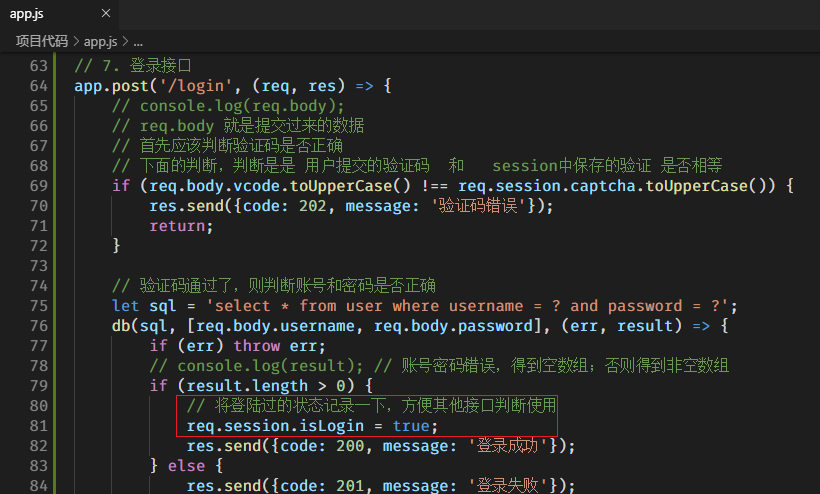 app.js ×
项目代码 > app.js > ...
63 // 7. 登录接口
64 app.post('/login', (req, res) => {
65 // console.log(req.body);
66 // req.body 就是提交过来的数据
67 // 首先应该判断验证码是否正确
68 // 下面的判断，判断是是 用户提交的验证码 和 session中保存的验证 是否相等
69 if (req.body.vcode.toUpperCase() !== req.session.captcha.toUpperCase()) {
70 res.send({code: 202, message: '验证码错误'});
71 return;
72 }
73
74 // 验证码通过了，则判断账号和密码是否正确
75 let sql = 'select * from user where username = ? and password = ?';
76 db(sql, [req.body.username, req.body.password], (err, result) => {
77 if (err) throw err;
78 // console.log(result); // 账号密码错误，得到空数组；否则得到非空数组
79 if (result.length > 0) {
80 // 将登陆过的状态记录一下，方便其他接口判断使用
81 req.session.isLogin = true;
82 res.send({code: 200, message: '登录成功'});
83 } else {
84 res.send({code: 201, message: '登录失败'});